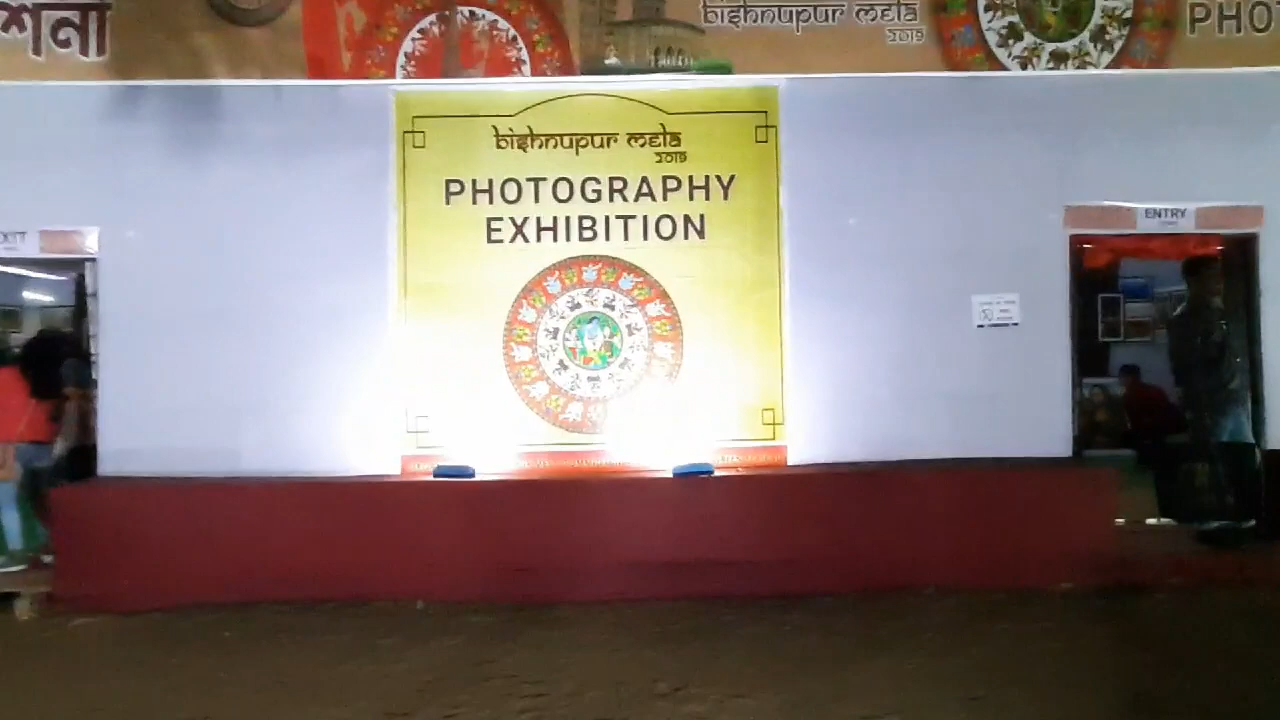 শনা
bishnupur mela
2019
PHO
bishnupur mela
2019
PHOTOGRAPHY
EXHIBITION
EXIT
ENTRY